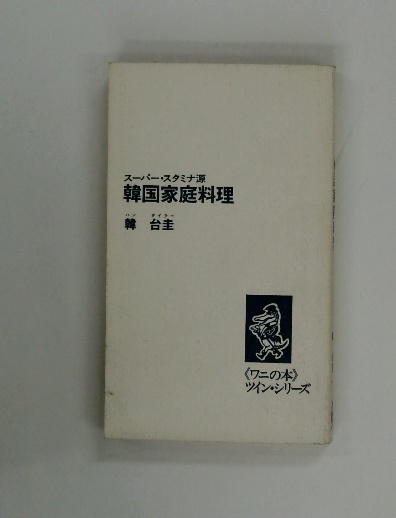 スーパー・スタミナ源
韓国家庭料理
韓 台圭
《ワニの本》
ツイン・シリーズ